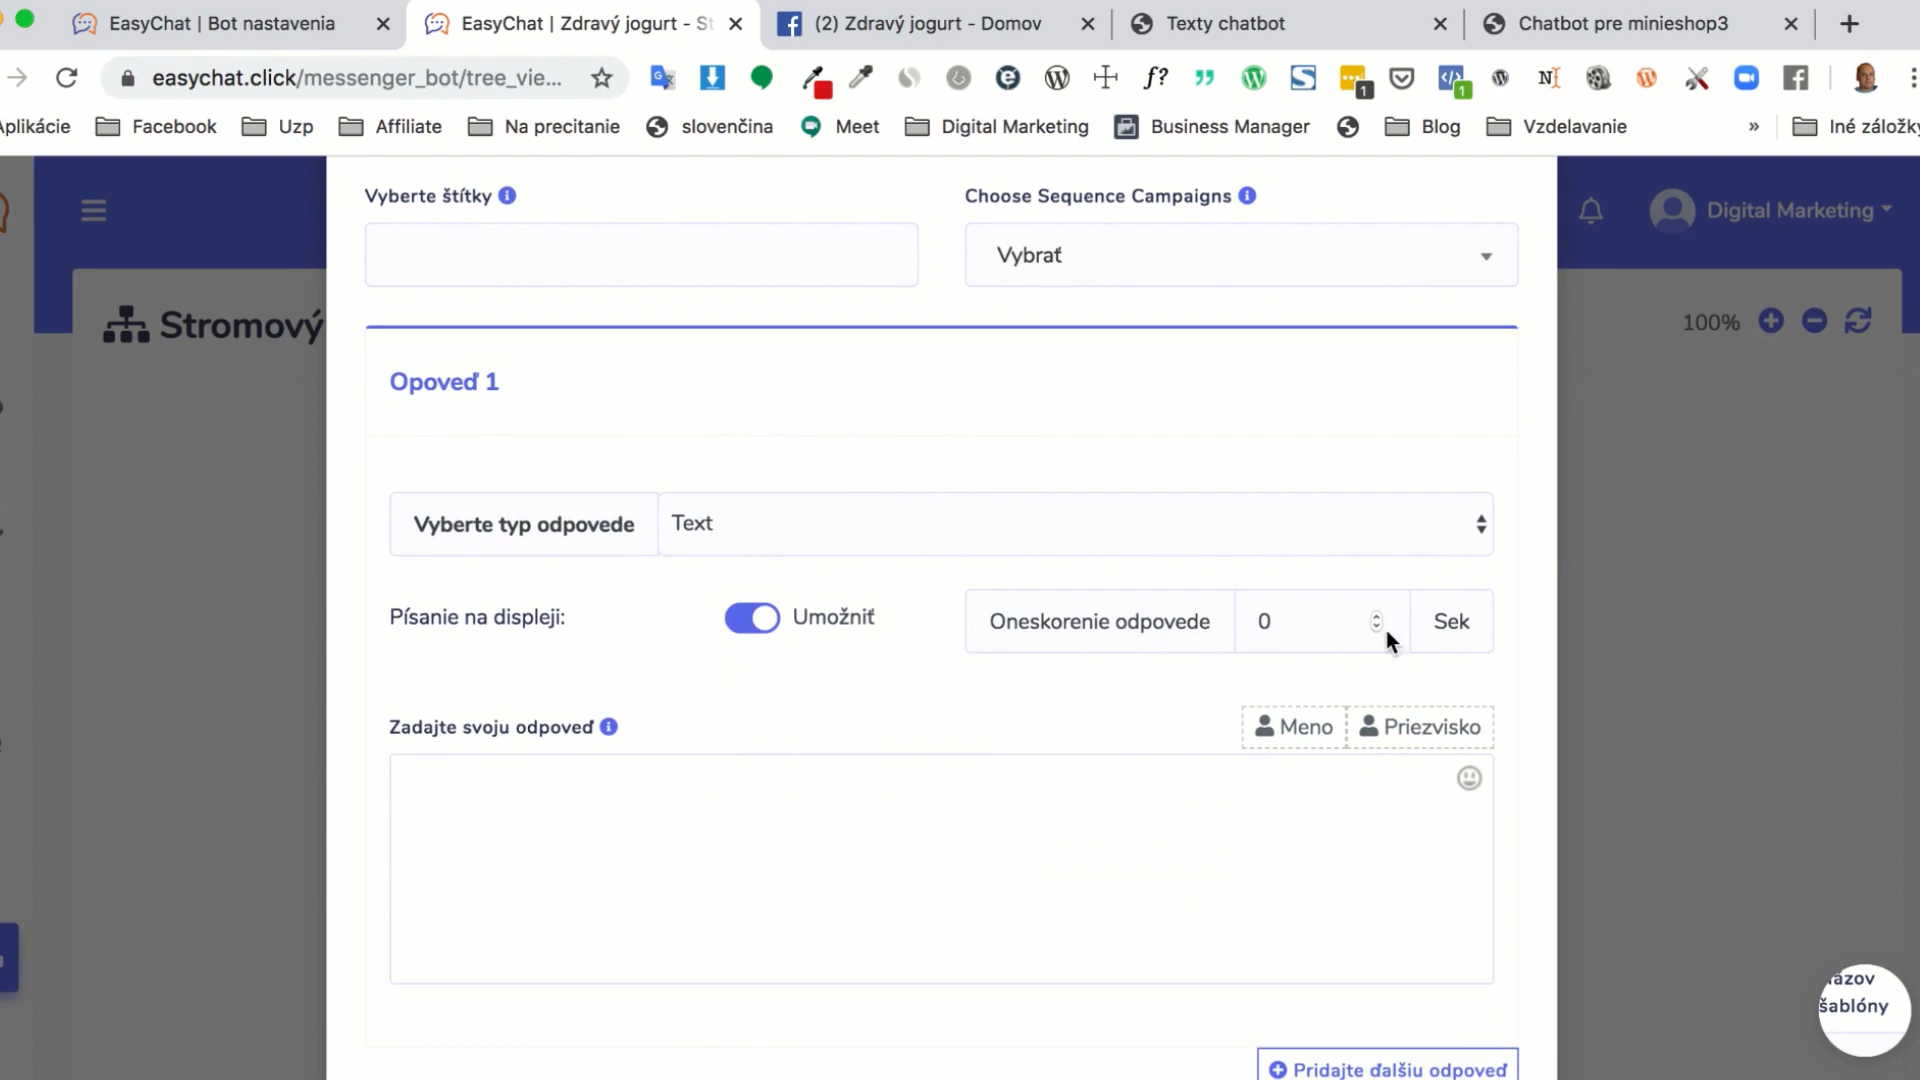 EasyChat | Bot nastavenia
EasyChat | Zdravý jogurt - St
(2) Zdravý jogurt - Domov
Texty chatbot
Chatbot pre minieshop3
easychat.click/messenger_bot/tree_vie...
plikácie
Facebook
Uzp
Affiliate
Na precitanie
slovenčina
Meet
Digital Marketing
Business Manager
Blog
Vzdelavanie
»
Iné záložky
Vyberte štítky
Choose Sequence Campaigns
Vybrať
Digital Marketing
Stromový
100%
Opoveď 1
Vyberte typ odpovede
Text
Písanie na displeji:
Umožniť
Oneskorenie odpovede
0
Sek
Zadajte svoju odpoveď
Meno
Priezvisko
ázov
šablóny
Pridajte ďalšiu odpoveď